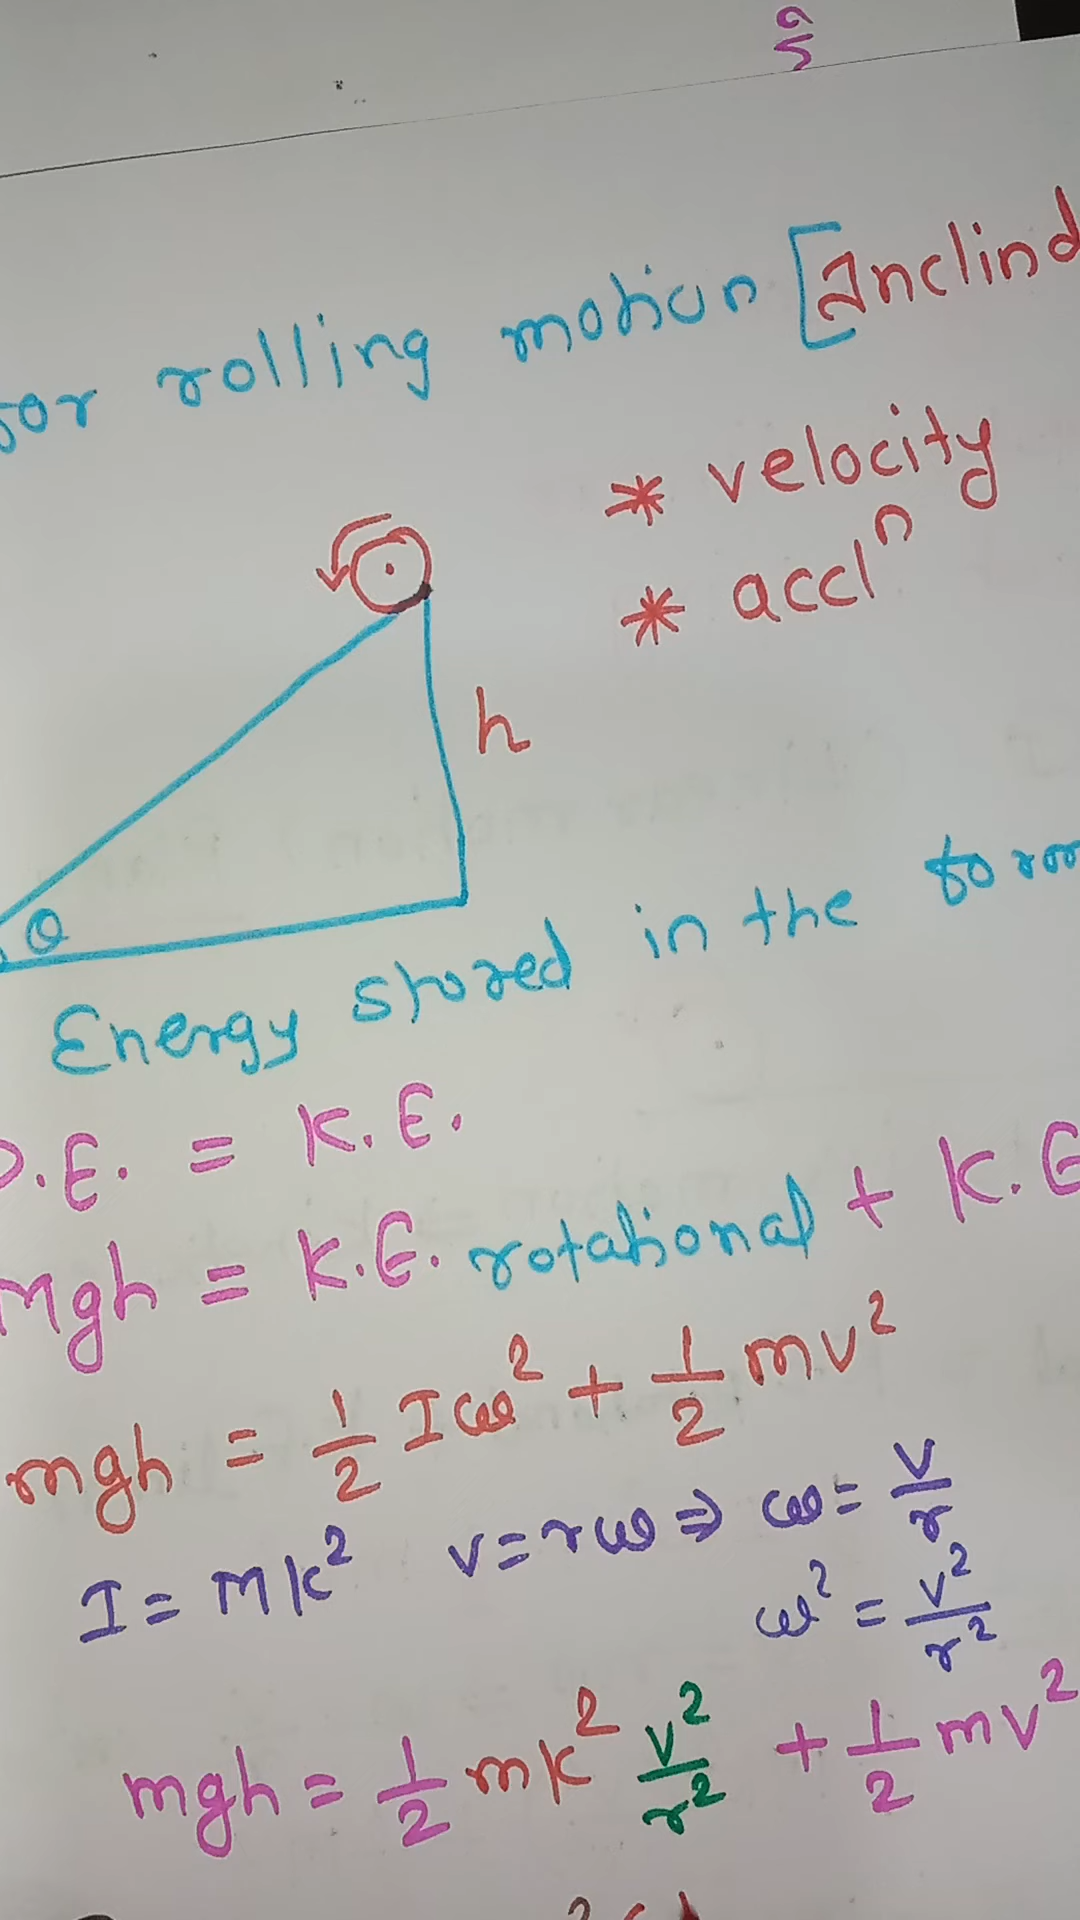 for rolling motion [Inclind
* velocity
* accl^n
h
θ
Energy stored in the form
P.E. = K.E.
mgh = K.E. rotational + K.E
mgh = 1/2 Iω² + 1/2 mv²
I = MK² v = rω ⇒ ω = v/r
ω² = v²/r²
mgh = 1/2 mk² v²/r² + 1/2 mv²